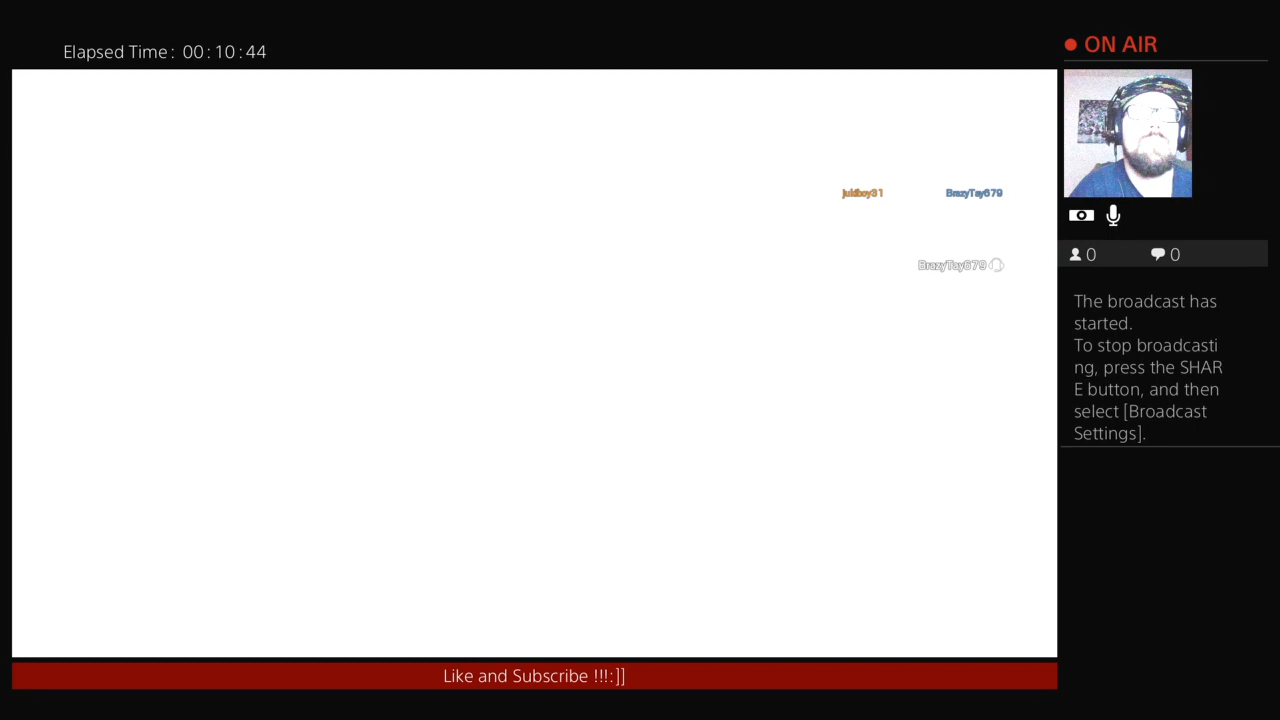 Elapsed Time: 00:10:44
ON AIR
jukiboy31
BrazyTay679
BrazyTay679
0
0
The broadcast has
started.
To stop broadcasti
ng, press the SHAR
E button, and then
select [Broadcast
Settings].
Like and Subscribe !!!:]]